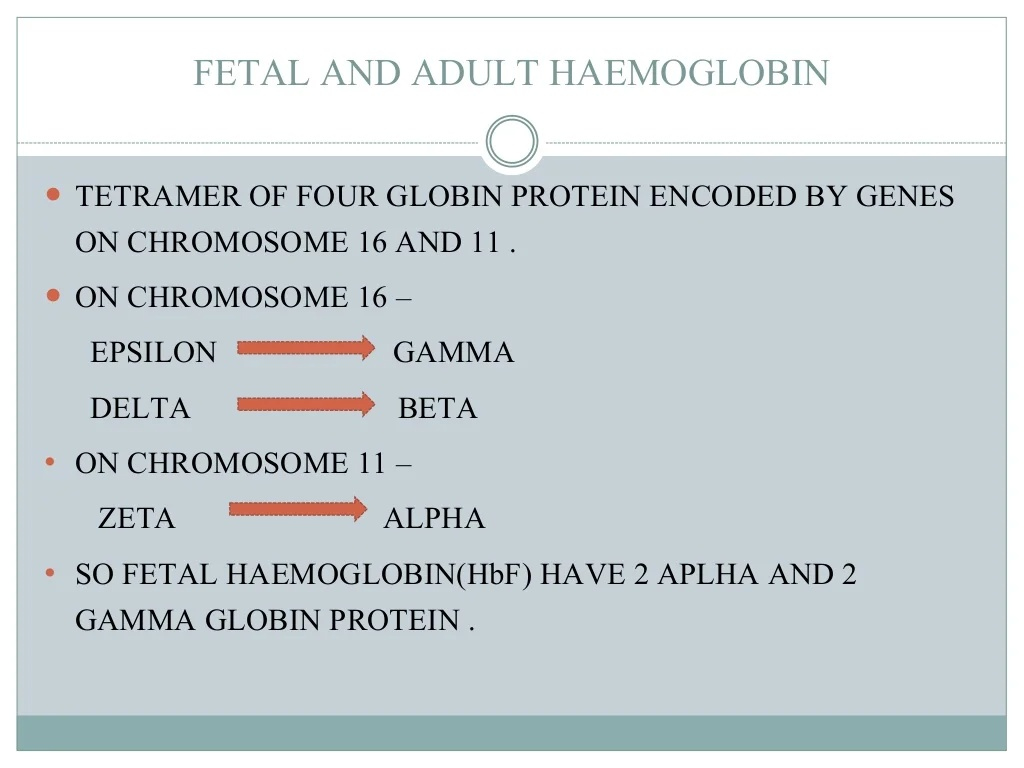 FETAL AND ADULT HAEMOGLOBIN
TETRAMER OF FOUR GLOBIN PROTEIN ENCODED BY GENES
ON CHROMOSOME 16 AND 11 .
ON CHROMOSOME 16 –
EPSILON GAMMA
DELTA BETA
ON CHROMOSOME 11 –
ZETA ALPHA
SO FETAL HAEMOGLOBIN(HbF) HAVE 2 APLHA AND 2
GAMMA GLOBIN PROTEIN .